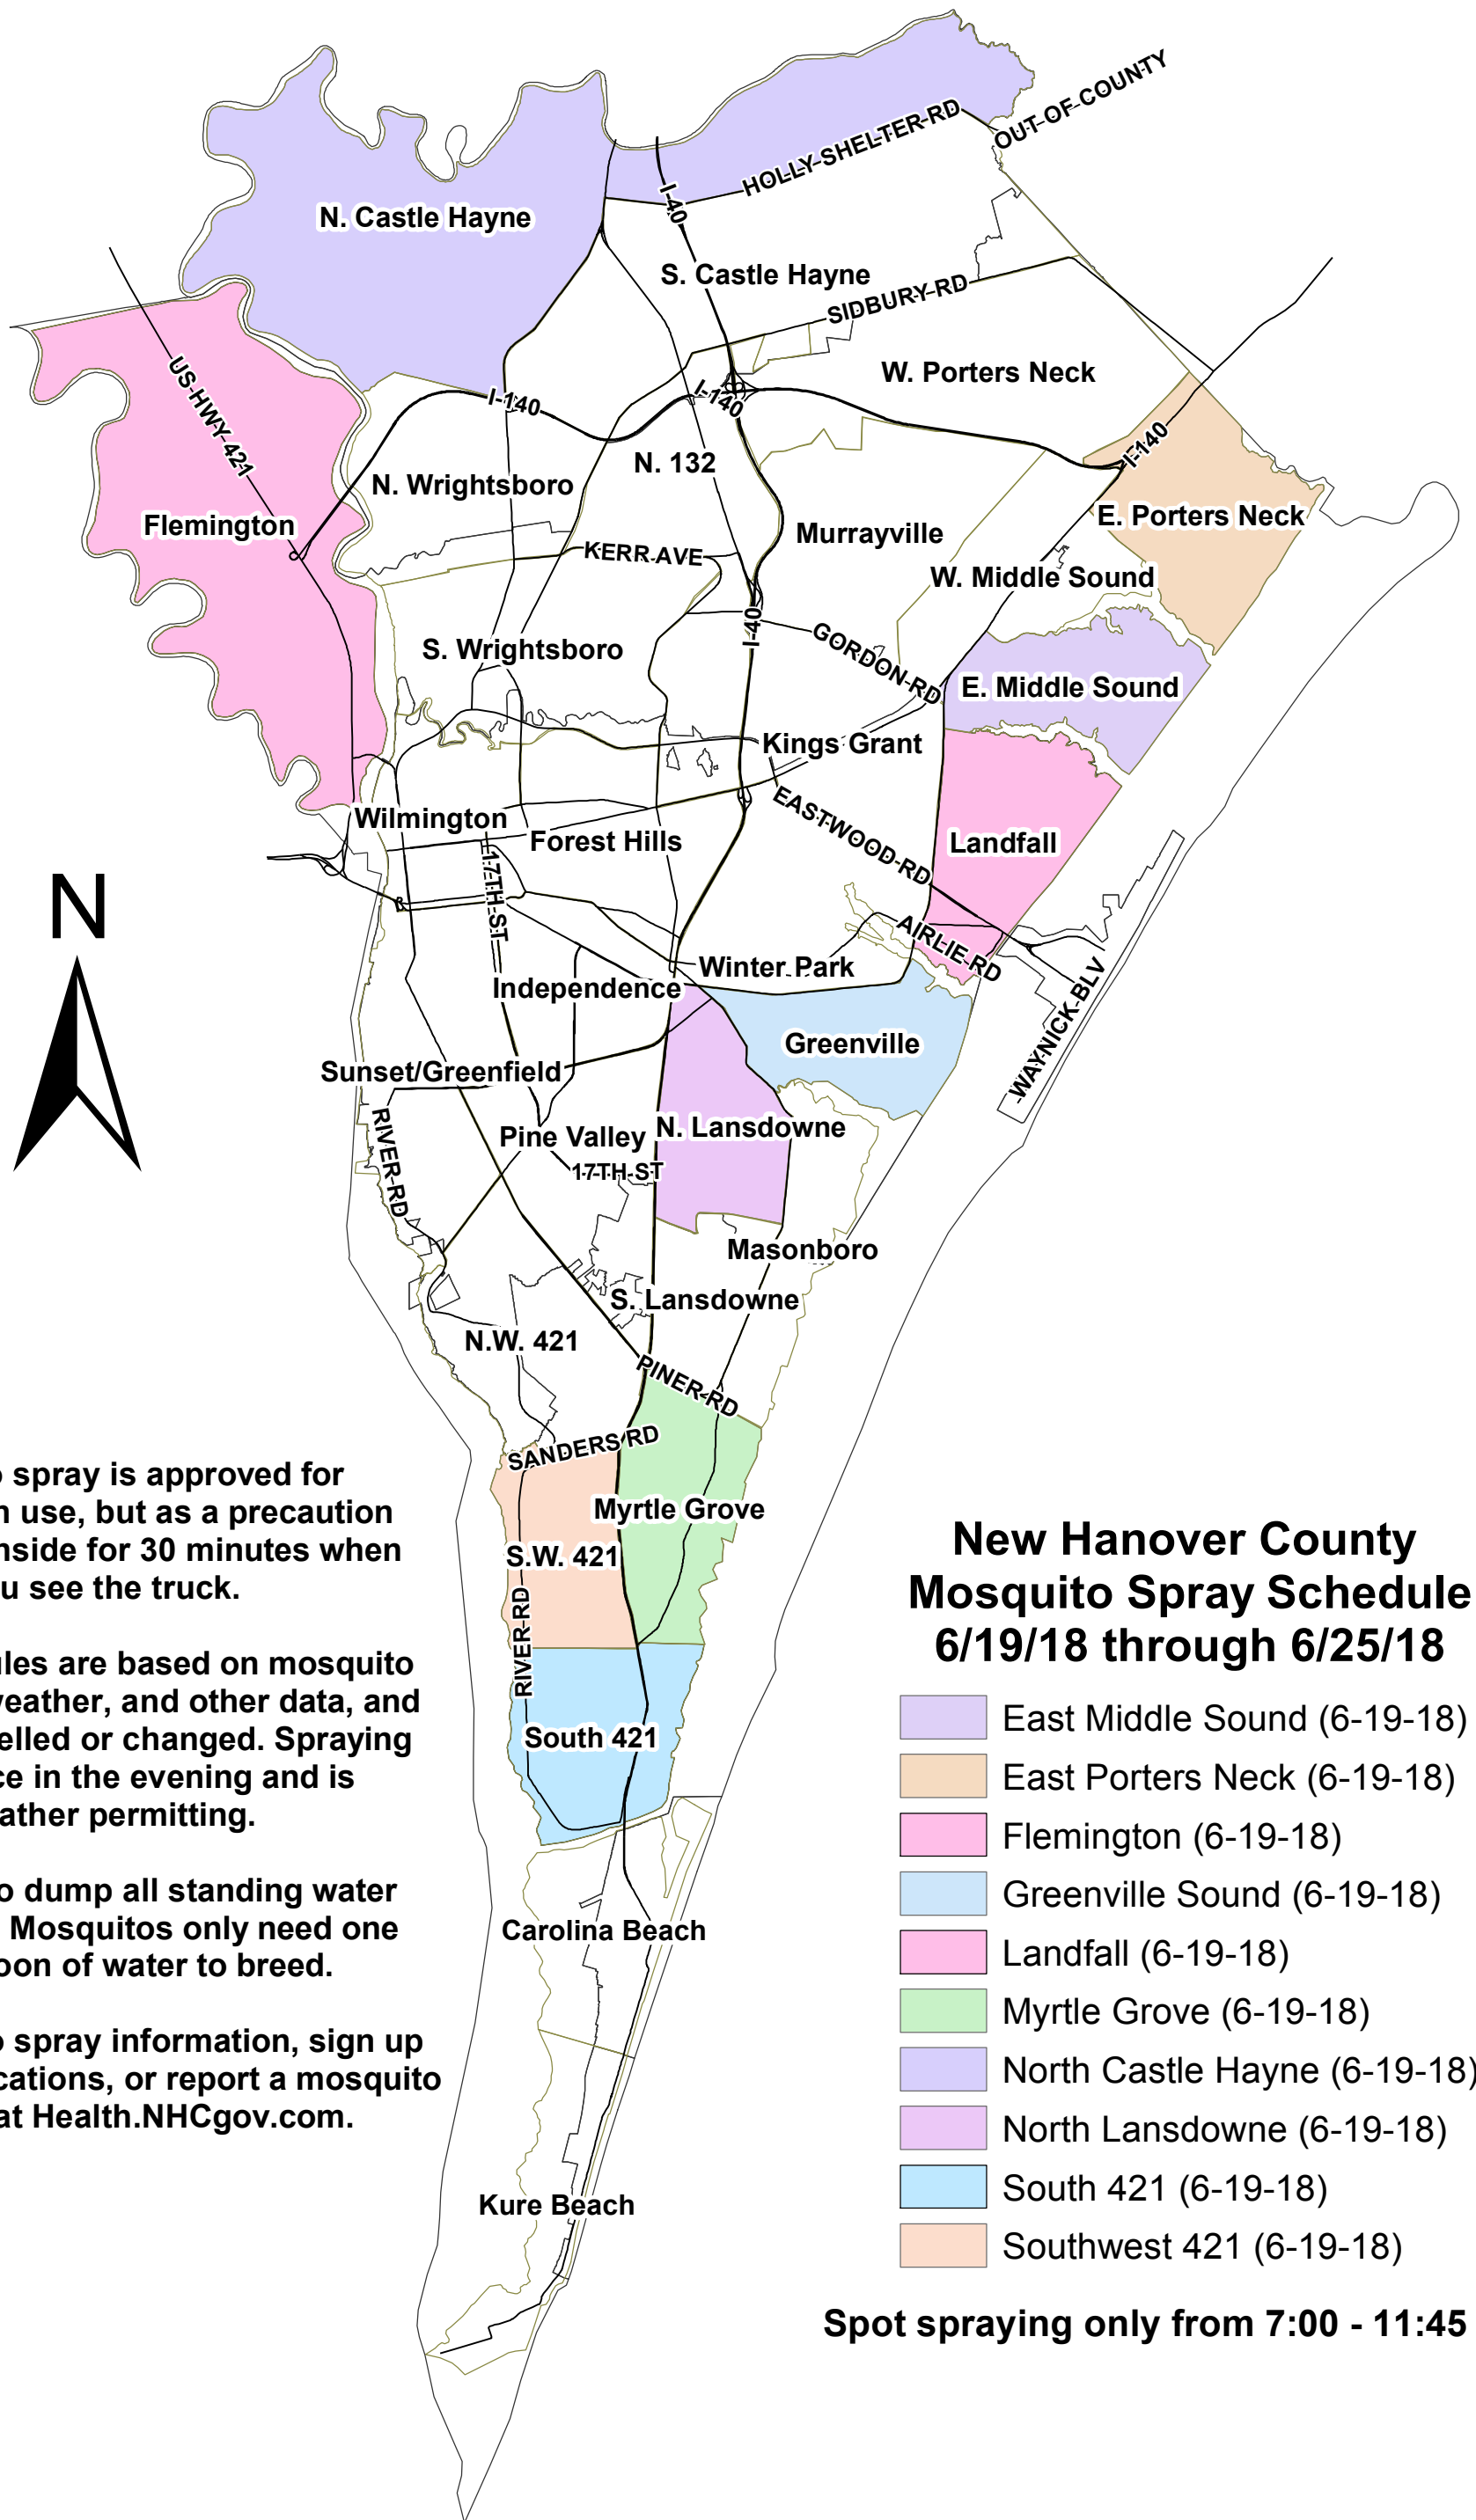 OUT OF COUNTY
HOLLY SHELTER RD
I-40
N. Castle Hayne
S. Castle Hayne
SIDBURY RD
W. Porters Neck
US HWY 421
I-140
I-140
I-140
N. 132
N. Wrightsboro
Flemington
E. Porters Neck
Murrayville
KERR AVE
W. Middle Sound
I-40
GORDON RD
S. Wrightsboro
E. Middle Sound
Kings Grant
EASTWOOD RD
Wilmington
Forest Hills
Landfall
17TH ST
N
AIRLIE RD
Winter Park
Independence
WAYNICK BLV
Greenville
Sunset/Greenfield
RIVER RD
Pine Valley
N. Lansdowne
17TH ST
Masonboro
S. Lansdowne
N.W. 421
PINER RD
SANDERS RD
Myrtle Grove
S.W. 421
RIVER RD
South 421
Carolina Beach
Kure Beach
spray is approved for
use, but as a precaution
nside for 30 minutes when
u see the truck.
ules are based on mosquito
weather, and other data, and
elled or changed. Spraying
ce in the evening and is
ather permitting.
o dump all standing water
Mosquitos only need one
oon of water to breed.
o spray information, sign up
cations, or report a mosquito
at Health.NHCgov.com.
New Hanover County
Mosquito Spray Schedule
6/19/18 through 6/25/18
East Middle Sound (6-19-18)
East Porters Neck (6-19-18)
Flemington (6-19-18)
Greenville Sound (6-19-18)
Landfall (6-19-18)
Myrtle Grove (6-19-18)
North Castle Hayne (6-19-18)
North Lansdowne (6-19-18)
South 421 (6-19-18)
Southwest 421 (6-19-18)
Spot spraying only from 7:00 - 11:45